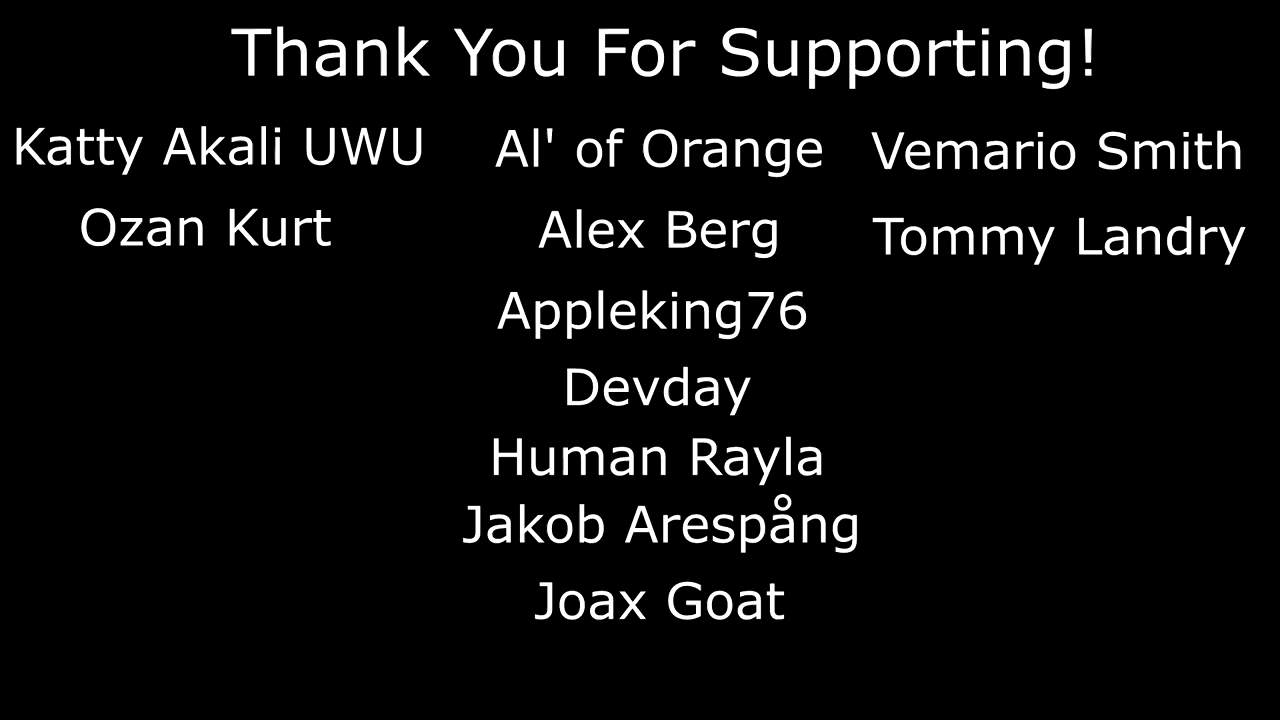 Thank You For Supporting!
Katty Akali UWU
Ozan Kurt
Al' of Orange
Alex Berg
Appleking76
Devday
Human Rayla
Jakob Arespång
Joax Goat
Vemario Smith
Tommy Landry